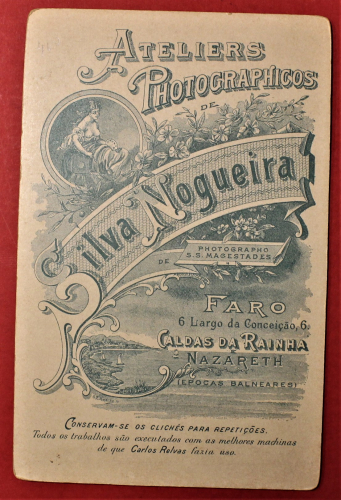 ATELIERS
PHOTOGRAPHICOS
DE
Silva Nogueira
PHOTOGRAPHO
DE S.S. MAGESTADES
FARO
6 Largo da Conceição, 6
CALDAS DA RAINHA
E NAZARETH
(EPOCAS BALNEARES)
CONSERVAM-SE OS CLICHÉS PARA REPETIÇÕES.
Todos os trabalhos são executados com as melhores machinas
de que Carlos Relvas fazia uso.